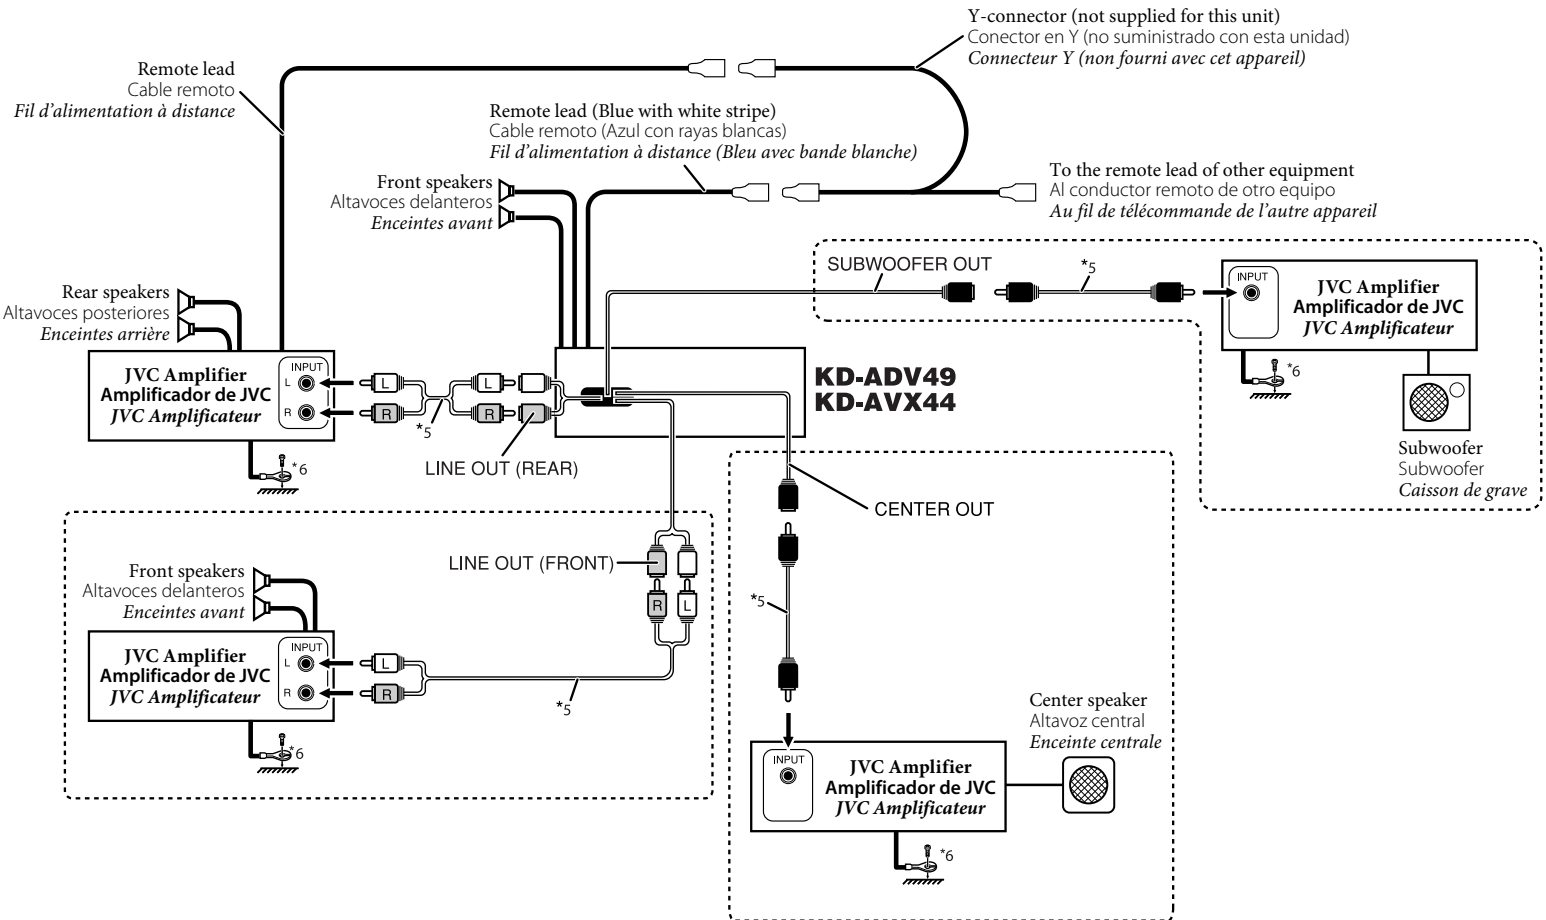 Y-connector (not supplied for this unit)
Conector en Y (no suministrado con esta unidad)
Connecteur Y (non fourni avec cet appareil)
Remote lead
Cable remoto
Fil d'alimentation à distance
Remote lead (Blue with white stripe)
Cable remoto (Azul con rayas blancas)
Fil d'alimentation à distance (Bleu avec bande blanche)
To the remote lead of other equipment
Al conductor remoto de otro equipo
Au fil de télécommande de l'autre appareil
Front speakers
Altavoces delanteros
Enceintes avant
Rear speakers
Altavoces posteriores
Enceintes arrière
SUBWOOFER OUT
*5
INPUT
JVC Amplifier
Amplificador de JVC
JVC Amplificateur
*6
Subwoofer
Subwoofer
Caisson de grave
JVC Amplifier
Amplificador de JVC
JVC Amplificateur
INPUT
L
R
L
R
L
R
*5
*6
LINE OUT (REAR)
KD-ADV49
KD-AVX44
CENTER OUT
*5
LINE OUT (FRONT)
R
L
Front speakers
Altavoces delanteros
Enceintes avant
JVC Amplifier
Amplificador de JVC
JVC Amplificateur
INPUT
L
R
L
R
*5
*6
Center speaker
Altavoz central
Enceinte centrale
INPUT
JVC Amplifier
Amplificador de JVC
JVC Amplificateur
*6